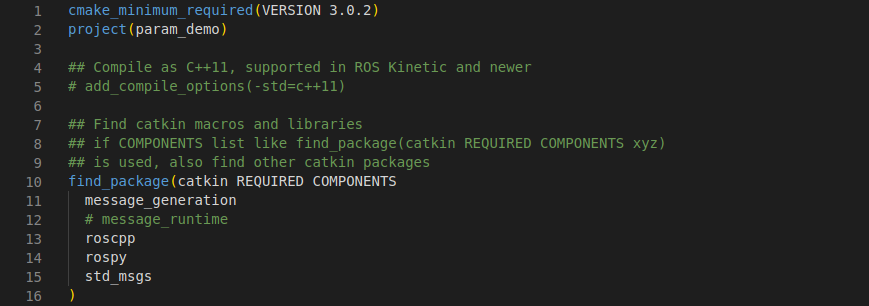 1 cmake_minimum_required(VERSION 3.0.2)
2 project(param_demo)
3
4 ## Compile as C++11, supported in ROS Kinetic and newer
5 # add_compile_options(-std=c++11)
6
7 ## Find catkin macros and libraries
8 ## if COMPONENTS list like find_package(catkin REQUIRED COMPONENTS xyz)
9 ## is used, also find other catkin packages
10 find_package(catkin REQUIRED COMPONENTS
11   message_generation
12   # message_runtime
13   roscpp
14   rospy
15   std_msgs
16 )